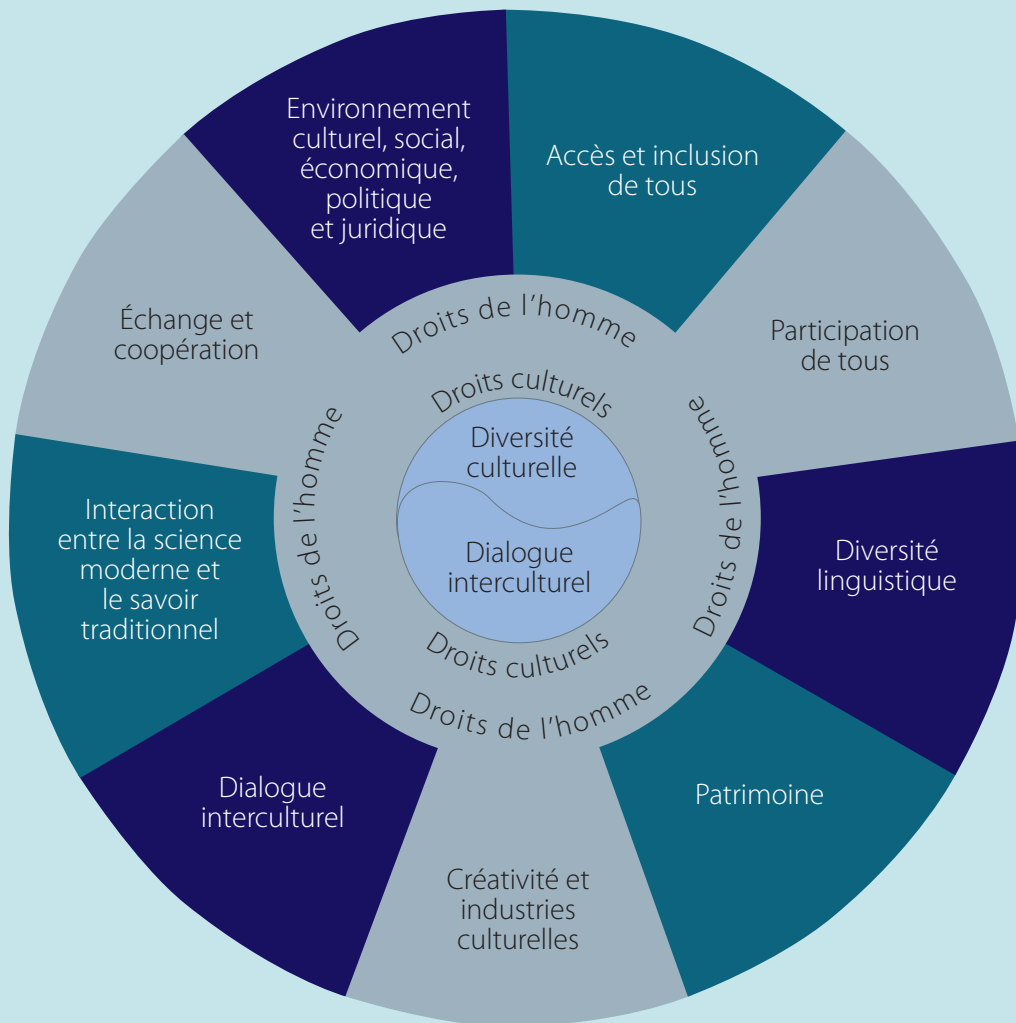 Environnement
culturel, social,
économique,
politique
et juridique
Accès et inclusion
de tous
Échange et
coopération
Participation
de tous
Droits de l'homme
Droits culturels
Droits de l'homme
Diversité
culturelle
Droits de l'homme
Interaction
entre la science
moderne et
le savoir
traditionnel
Dialogue
interculturel
Diversité
linguistique
Droits culturels
Droits de l'homme
Dialogue
interculturel
Patrimoine
Créativité et
industries
culturelles